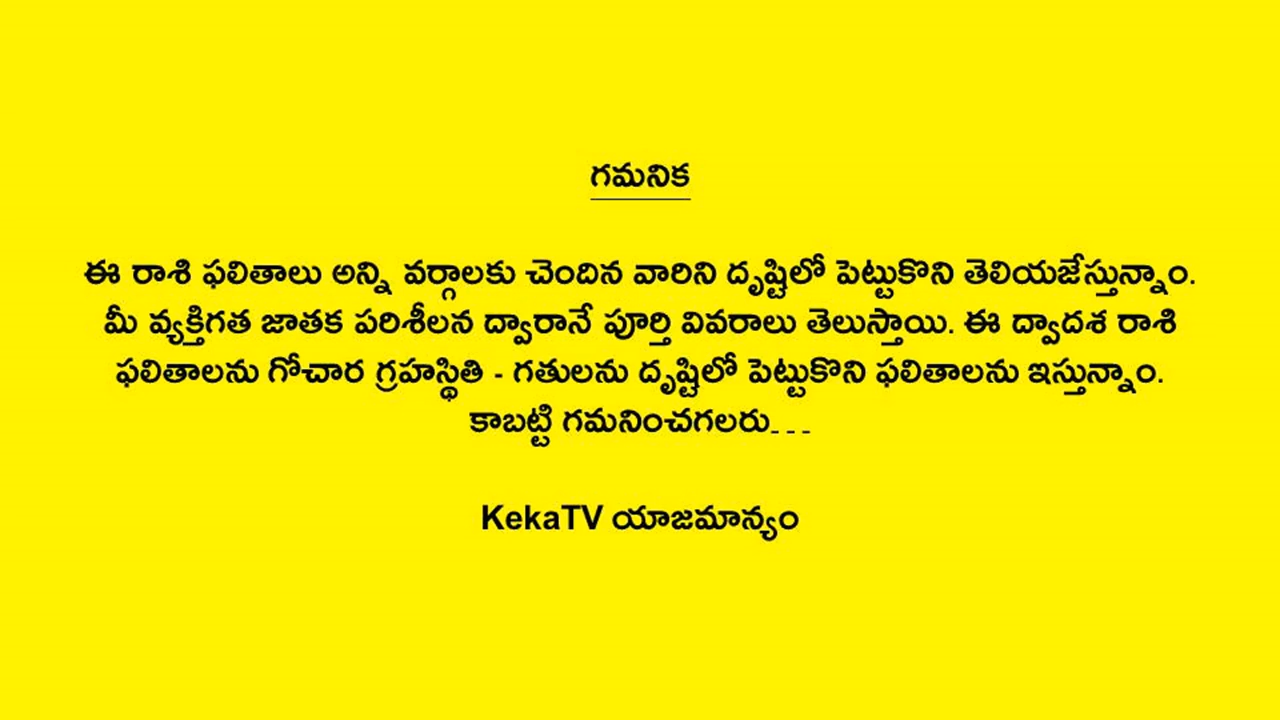 గమనిక
ఈ రాశి ఫలితాలు అన్ని వర్గాలకు చెందిన వారిని దృష్టిలో పెట్టుకొని తెలియజేస్తున్నాం.
మీ వ్యక్తిగత జాతక పరిశీలన ద్వారానే పూర్తి వివరాలు తెలుస్తాయి. ఈ ద్వాదశ రాశి
ఫలితాలను గోచార గ్రహస్థితి - గతులను దృష్టిలో పెట్టుకొని ఫలితాలను ఇస్తున్నాం.
కాబట్టి గమనించగలరు---
KekaTV యాజమాన్యం